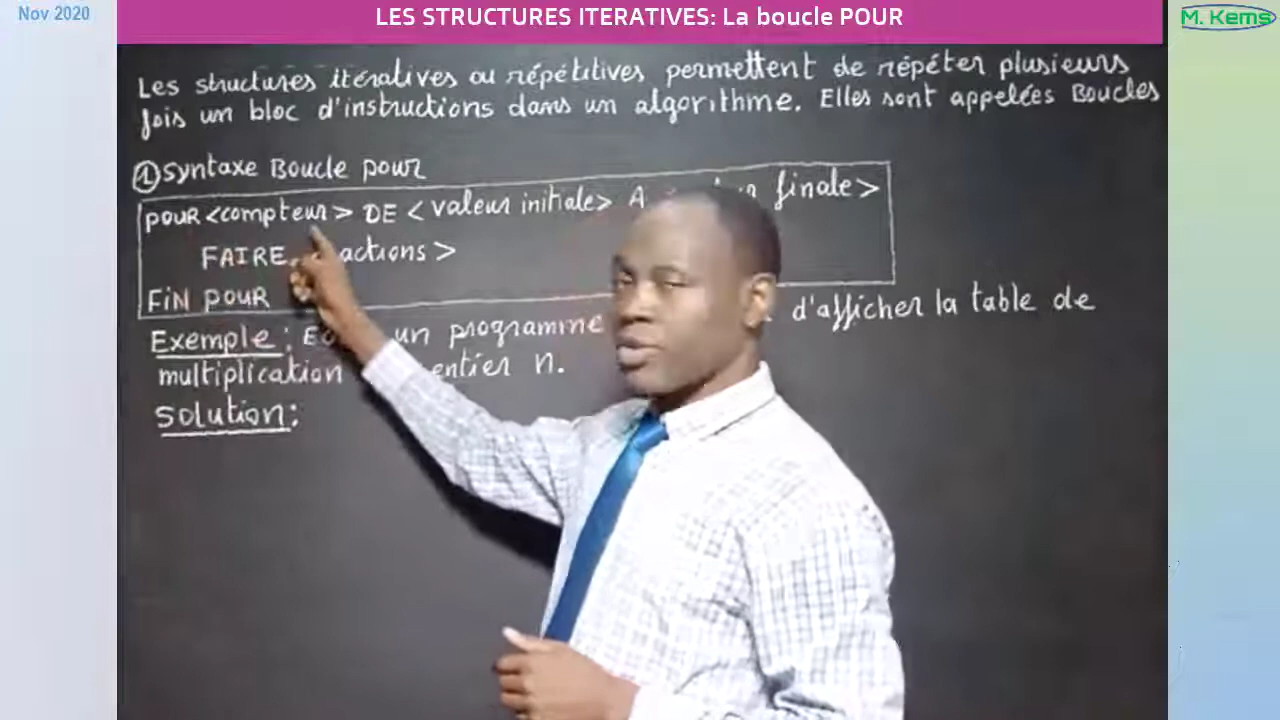 Nov 2020
LES STRUCTURES ITERATIVES: La boucle POUR
M. Kems
Les structures itératives ou répétitives permettent de répéter plusieurs
fois un bloc d'instructions dans un algorithme. Elles sont appelées Boucles
① Syntaxe Boucle pour
POUR <compteur> DE <valeur initiale> A finale>
FAIRE actions>
FIN POUR
Exemple: un programme d'afficher la table de
multiplication entier n.
Solution: